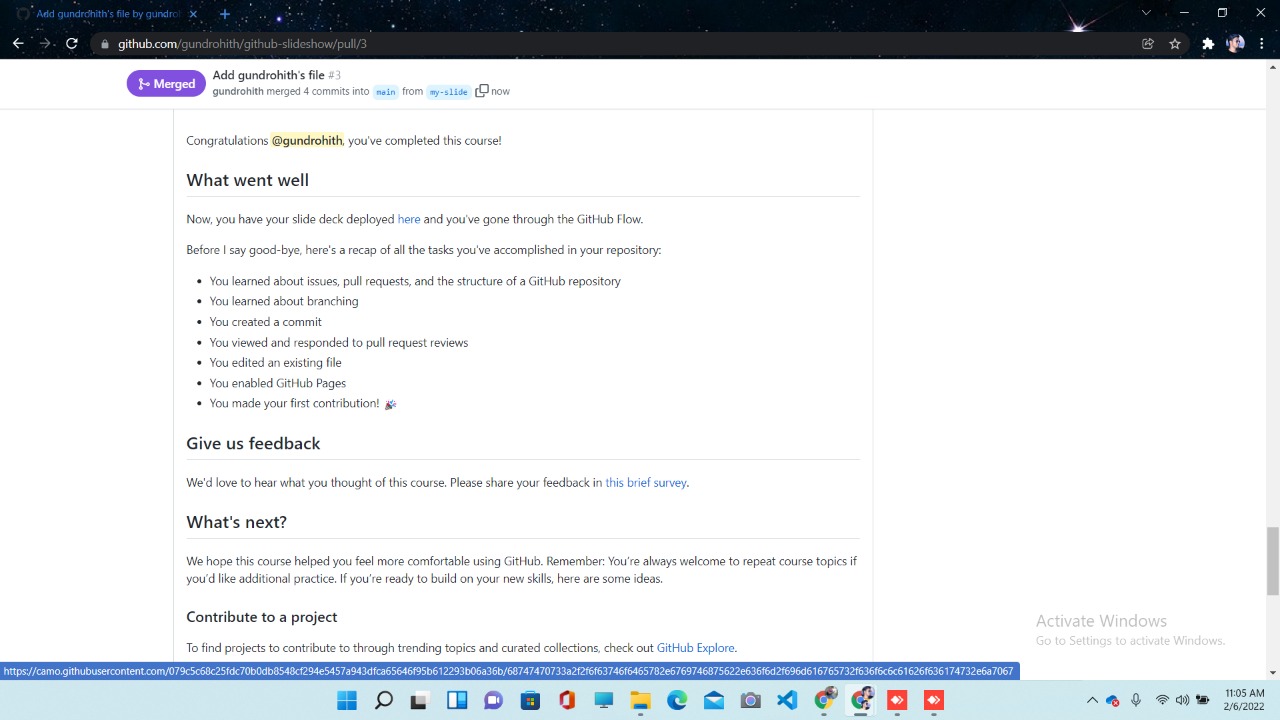 Add gundrohith's file by gundrol
github.com/gundrohith/github-slideshow/pull/3
Merged
Add gundrohith's file #3
gundrohith merged 4 commits into main from my-slide now
Congratulations @gundrohith, you've completed this course!
What went well
Now, you have your slide deck deployed here and you've gone through the GitHub Flow.
Before I say good-bye, here's a recap of all the tasks you've accomplished in your repository:
• You learned about issues, pull requests, and the structure of a GitHub repository
• You learned about branching
• You created a commit
• You viewed and responded to pull request reviews
• You edited an existing file
• You enabled GitHub Pages
• You made your first contribution! 🎉
Give us feedback
We'd love to hear what you thought of this course. Please share your feedback in this brief survey.
What's next?
We hope this course helped you feel more comfortable using GitHub. Remember: You're always welcome to repeat course topics if
you'd like additional practice. If you're ready to build on your new skills, here are some ideas.
Contribute to a project
To find projects to contribute to through trending topics and curated collections, check out GitHub Explore.
Activate Windows
Go to Settings to activate Windows.
https://camo.githubusercontent.com/079c5c68c25fdc70b0db8548cf294e5457a943dfca65646f95b612293b06a36b/68747470733a2f2f6f63746f6465782e6769746875622e636f6d2f696d616765732f636f6c6c61626f636174732e6a7067
11:05 AM
2/6/2022